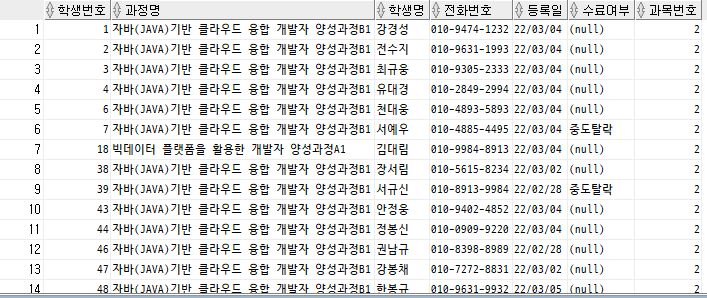 학생번호 과정명 학생명 전화번호 등록일 수료여부 과목번호
1 1 자바(JAVA)기반 클라우드 융합 개발자 양성과정B1 강경성 010-9474-1232 22/03/04 (null) 2
2 2 자바(JAVA)기반 클라우드 융합 개발자 양성과정B1 전수지 010-9631-1993 22/03/04 (null) 2
3 3 자바(JAVA)기반 클라우드 융합 개발자 양성과정B1 최규웅 010-9305-2333 22/03/04 (null) 2
4 4 자바(JAVA)기반 클라우드 융합 개발자 양성과정B1 유대경 010-2849-2994 22/03/04 (null) 2
5 6 자바(JAVA)기반 클라우드 융합 개발자 양성과정B1 천대웅 010-4893-5893 22/03/04 (null) 2
6 7 자바(JAVA)기반 클라우드 융합 개발자 양성과정B1 서예우 010-4885-4495 22/03/04 중도탈락 2
7 18 빅데이터 플랫폼을 활용한 개발자 양성과정A1 김대림 010-9984-8913 22/03/04 (null) 2
8 38 자바(JAVA)기반 클라우드 융합 개발자 양성과정B1 장서림 010-5615-8234 22/03/02 (null) 2
9 39 자바(JAVA)기반 클라우드 융합 개발자 양성과정B1 서규신 010-8913-9984 22/02/28 중도탈락 2
10 43 자바(JAVA)기반 클라우드 융합 개발자 양성과정B1 안정웅 010-9402-4852 22/03/04 (null) 2
11 44 자바(JAVA)기반 클라우드 융합 개발자 양성과정B1 정봉신 010-0909-9220 22/03/04 (null) 2
12 46 자바(JAVA)기반 클라우드 융합 개발자 양성과정B1 권남규 010-8398-8989 22/02/28 (null) 2
13 47 자바(JAVA)기반 클라우드 융합 개발자 양성과정B1 강봉채 010-7272-8831 22/03/02 (null) 2
14 48 자바(JAVA)기반 클라우드 융합 개발자 양성과정B1 한봉규 010-9631-9932 22/03/05 (null) 2